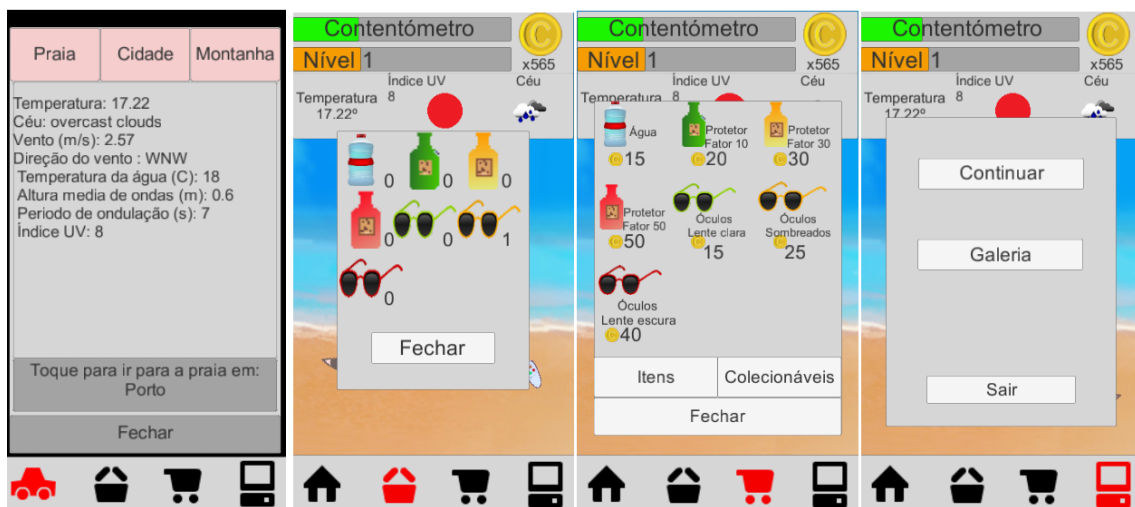 Praia Cidade Montanha
Temperatura: 17.22
Céu: overcast clouds
Vento (m/s): 2.57
Direção do vento : WNW
Temperatura da água (C): 18
Altura media de ondas (m): 0.6
Periodo de ondulação (s): 7
Índice UV: 8
Toque para ir para a praia em:
Porto
Fechar
Contentómetro
Nível 1
x565
Índice UV
Céu
Temperatura 8
17.22º
0 0 0
0 0 1
0
Fechar
Contentómetro
Nível 1
x565
Índice UV
Céu
Temperatura 8
Água
Protetor
Fator 10
Protetor
Fator 30
15 20 30
Protetor
Fator 50
50
Óculos
Lente clara
15
Óculos
Sombreados
25
Óculos
Lente escura
40
Itens Colecionáveis
Fechar
Contentómetro
Nível 1
x565
Índice UV
Céu
Temperatura 8
17.22º
Continuar
Galeria
Sair